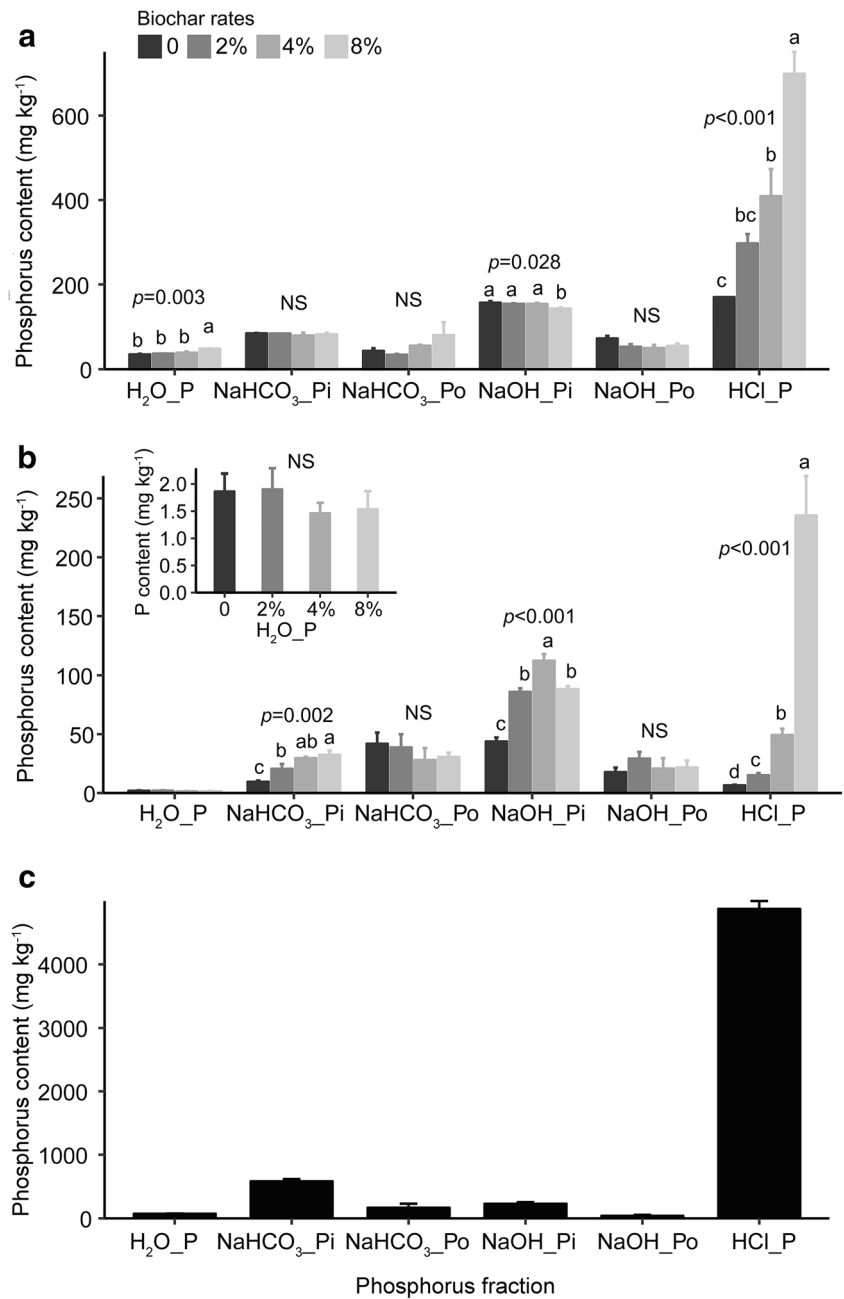 a
Biochar rates
0 2% 4% 8%
Phosphorus content (mg kg⁻¹)
600
400
200
0
p=0.003
b b b a
NS
NS
p=0.028
a a a b
NS
p<0.001
c bc b a
H₂O_P NaHCO₃_Pi NaHCO₃_Po NaOH_Pi NaOH_Po HCl_P
b
Phosphorus content (mg kg⁻¹)
250
200
150
100
50
0
P content (mg kg⁻¹)
2.0
1.5
1.0
0.5
0.0
NS
0 2% 4% 8%
H₂O_P
p=0.002
c b ab a
NS
p<0.001
c b a b
NS
p<0.001
d c b a
H₂O_P NaHCO₃_Pi NaHCO₃_Po NaOH_Pi NaOH_Po HCl_P
c
Phosphorus content (mg kg⁻¹)
4000
3000
2000
1000
0
H₂O_P NaHCO₃_Pi NaHCO₃_Po NaOH_Pi NaOH_Po HCl_P
Phosphorus fraction